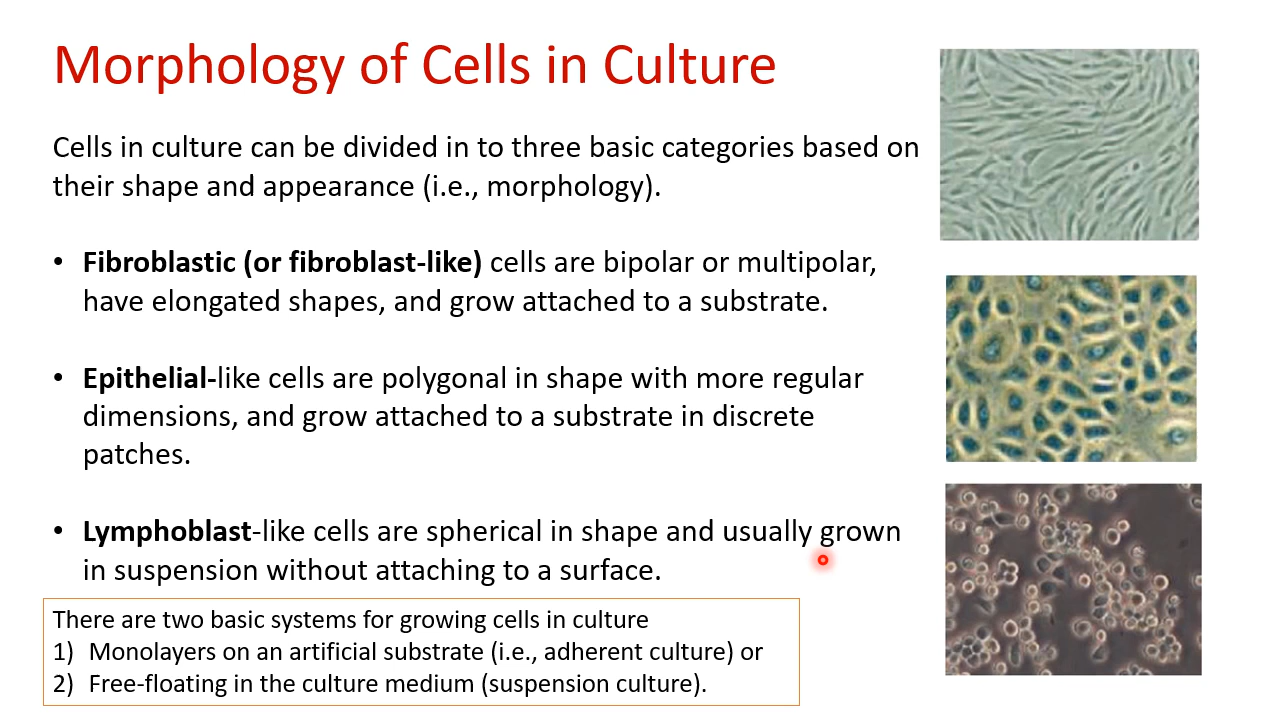 Morphology of Cells in Culture
Cells in culture can be divided in to three basic categories based on
their shape and appearance (i.e., morphology).
• Fibroblastic (or fibroblast-like) cells are bipolar or multipolar,
have elongated shapes, and grow attached to a substrate.
• Epithelial-like cells are polygonal in shape with more regular
dimensions, and grow attached to a substrate in discrete
patches.
• Lymphoblast-like cells are spherical in shape and usually grown
in suspension without attaching to a surface.
There are two basic systems for growing cells in culture
1) Monolayers on an artificial substrate (i.e., adherent culture) or
2) Free-floating in the culture medium (suspension culture).